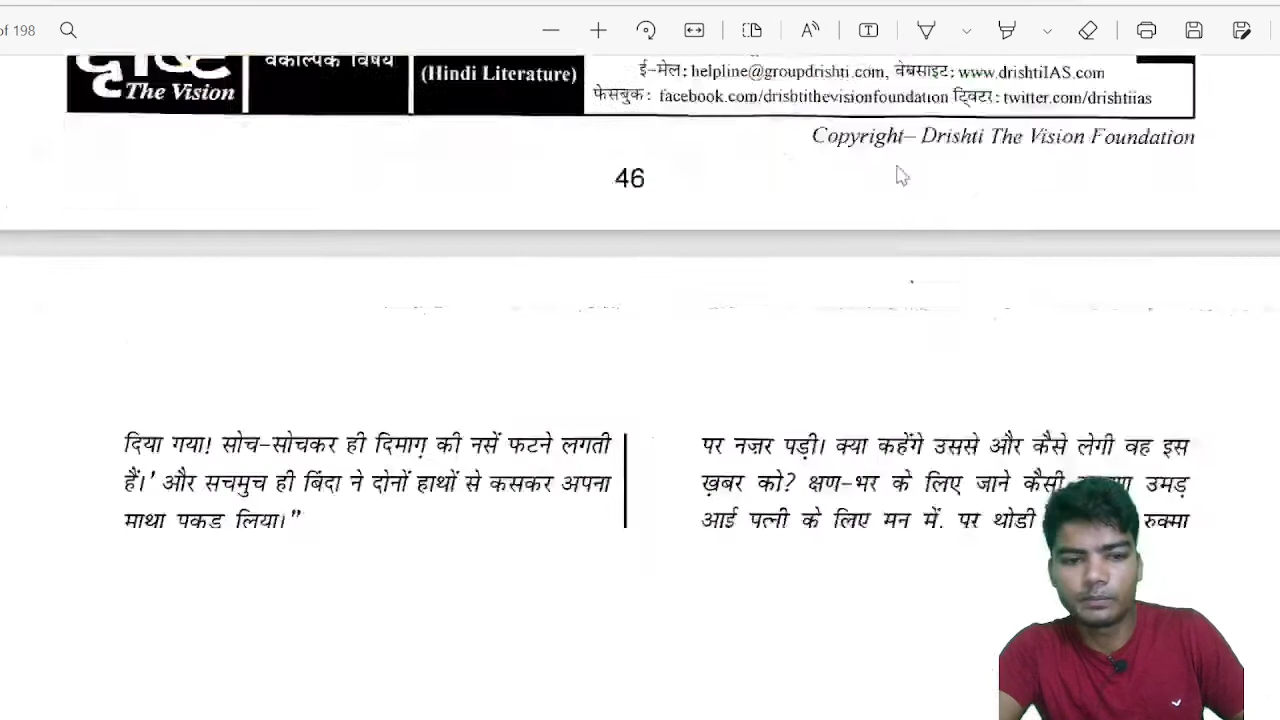 of 198
वैकल्पिक विषय
दृष्टि
The Vision
(Hindi Literature)
ई-मेल: helpline@groupdrishti.com, वेबसाइट: www.drishtiIAS.com
फेसबुक: facebook.com/drishtithevisionfoundation ट्विटर: twitter.com/drishtiias
Copyright– Drishti The Vision Foundation
46
दिया गया! सोच-सोचकर ही दिमाग़ की नसें फटने लगती
हैं।' और सचमुच ही बिंदा ने दोनों हाथों से कसकर अपना
माथा पकड़ लिया।”
पर नज़र पड़ी। क्या कहेंगे उससे और कैसे लेगी वह इस
ख़बर को? क्षण-भर के लिए जाने कैसी उमड़
आई पत्नी के लिए मन में. पर थोड़ी रुक्मा